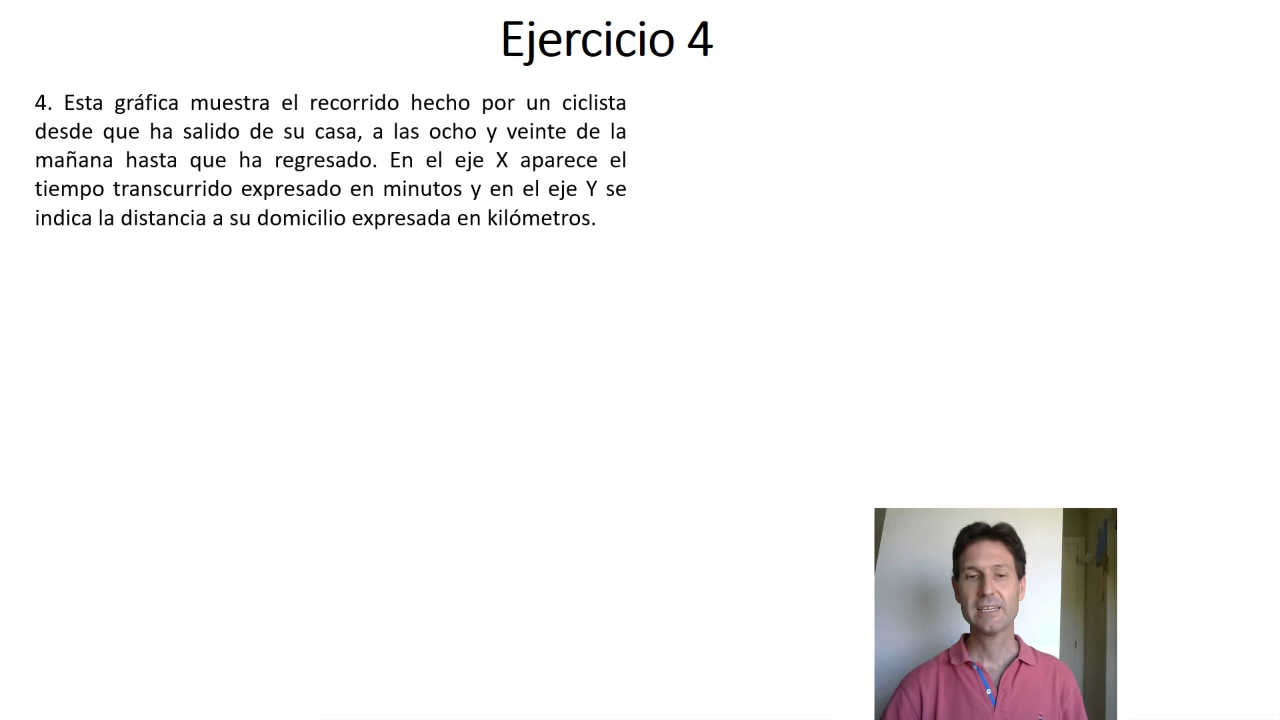 Ejercicio 4
4. Esta gráfica muestra el recorrido hecho por un ciclista
desde que ha salido de su casa, a las ocho y veinte de la
mañana hasta que ha regresado. En el eje X aparece el
tiempo transcurrido expresado en minutos y en el eje Y se
indica la distancia a su domicilio expresada en kilómetros.